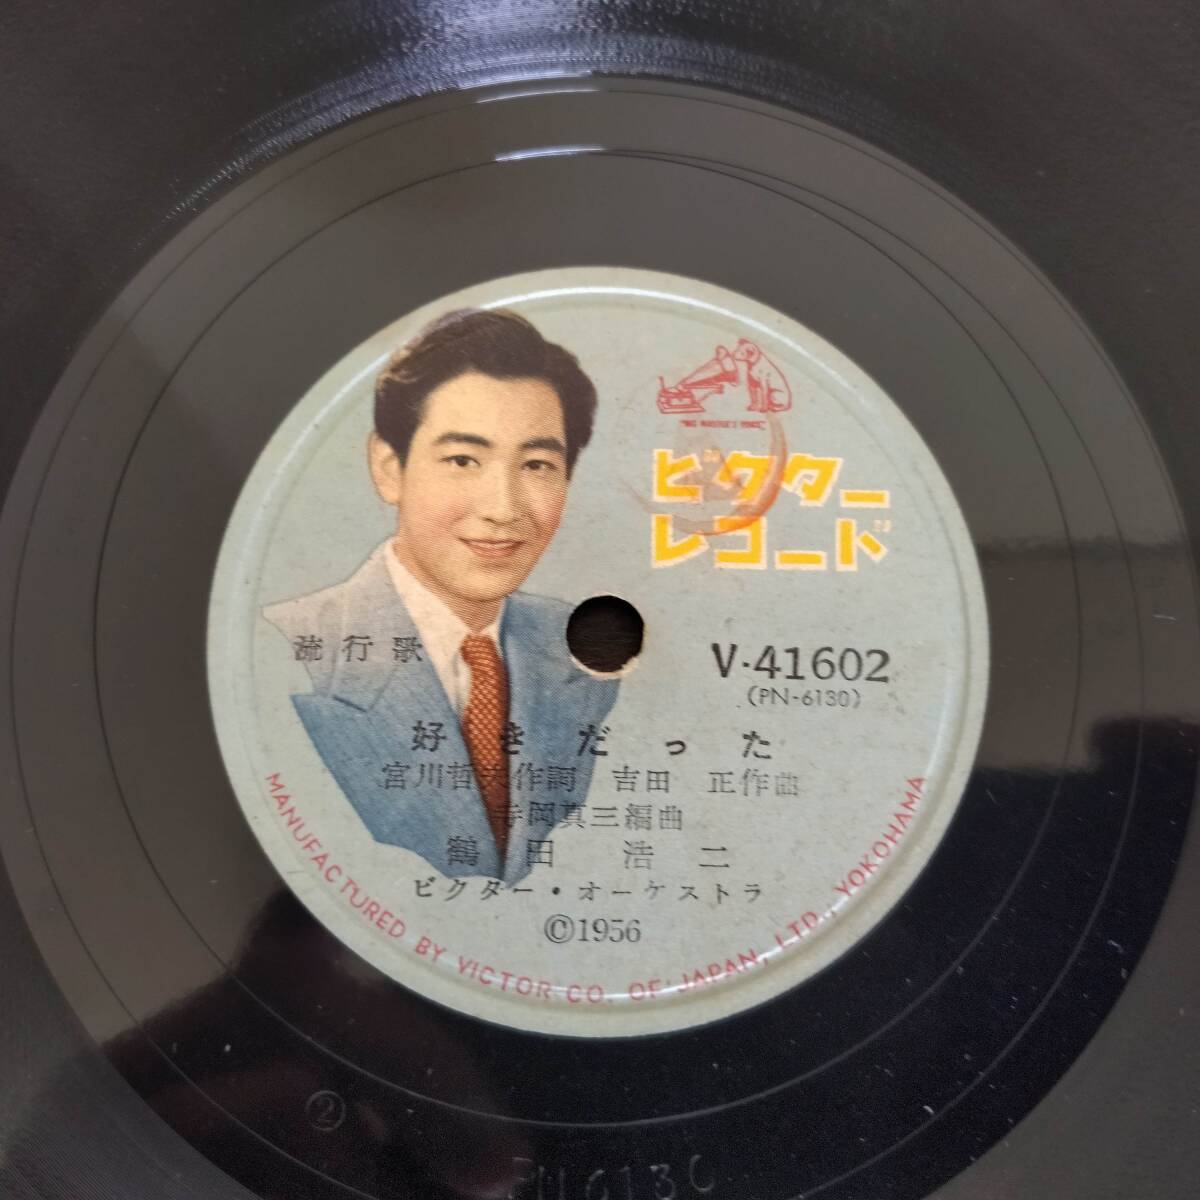 "HIS MASTER'S VOICE"
ビクター
レコード
流行歌
V-41602
(PN-6130)
好きだった
宮川哲夫作詞 吉田 正作曲
寺岡真三編曲
鶴田 浩二
ビクター・オーケストラ
©1956
MANUFACTURED BY VICTOR CO. OF JAPAN, LTD., YOKOHAMA
②